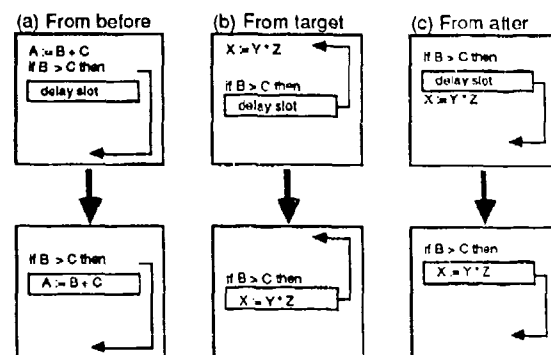 (a) From before
A := B + C
If B > C then
delay slot
if B > C then
A := B + C
(b) From target
X := Y * Z
if B > C then
delay slot
if B > C then
X := Y * Z
(c) From after
if B > C then
delay slot
X := Y * Z
if B > C then
X := Y * Z